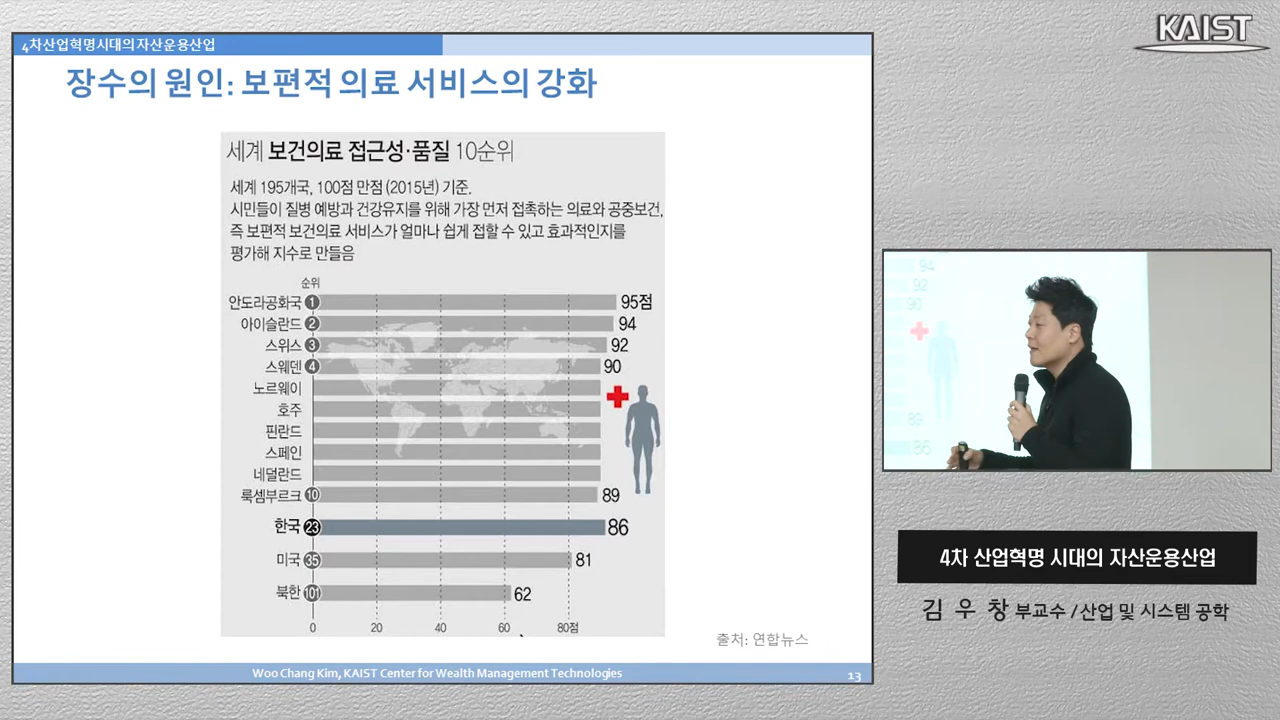 KAIST
4차산업혁명시대의자산운용산업
장수의 원인: 보편적 의료 서비스의 강화
세계 보건의료 접근성·품질 10순위
세계 195개국, 100점 만점 (2015년) 기준.
시민들이 질병 예방과 건강유지를 위해 가장 먼저 접촉하는 의료와 공중보건,
즉 보편적 보건의료 서비스가 얼마나 쉽게 접할 수 있고 효과적인지를
평가해 지수로 만들음
순위
안도라공화국 1 95점
아이슬란드 2 94
스위스 3 92
스웨덴 4 90
노르웨이
호주
핀란드
스페인
네덜란드
룩셈부르크 10 89
한국 23 86
미국 35 81
북한 101 62
0 20 40 60 80점
출처: 연합뉴스
Woo Chang Kim, KAIST Center for Wealth Management Technologies
13
94
92
90
89
86
4차 산업혁명 시대의 자산운용산업
김 우 창 부교수 / 산업 및 시스템 공학